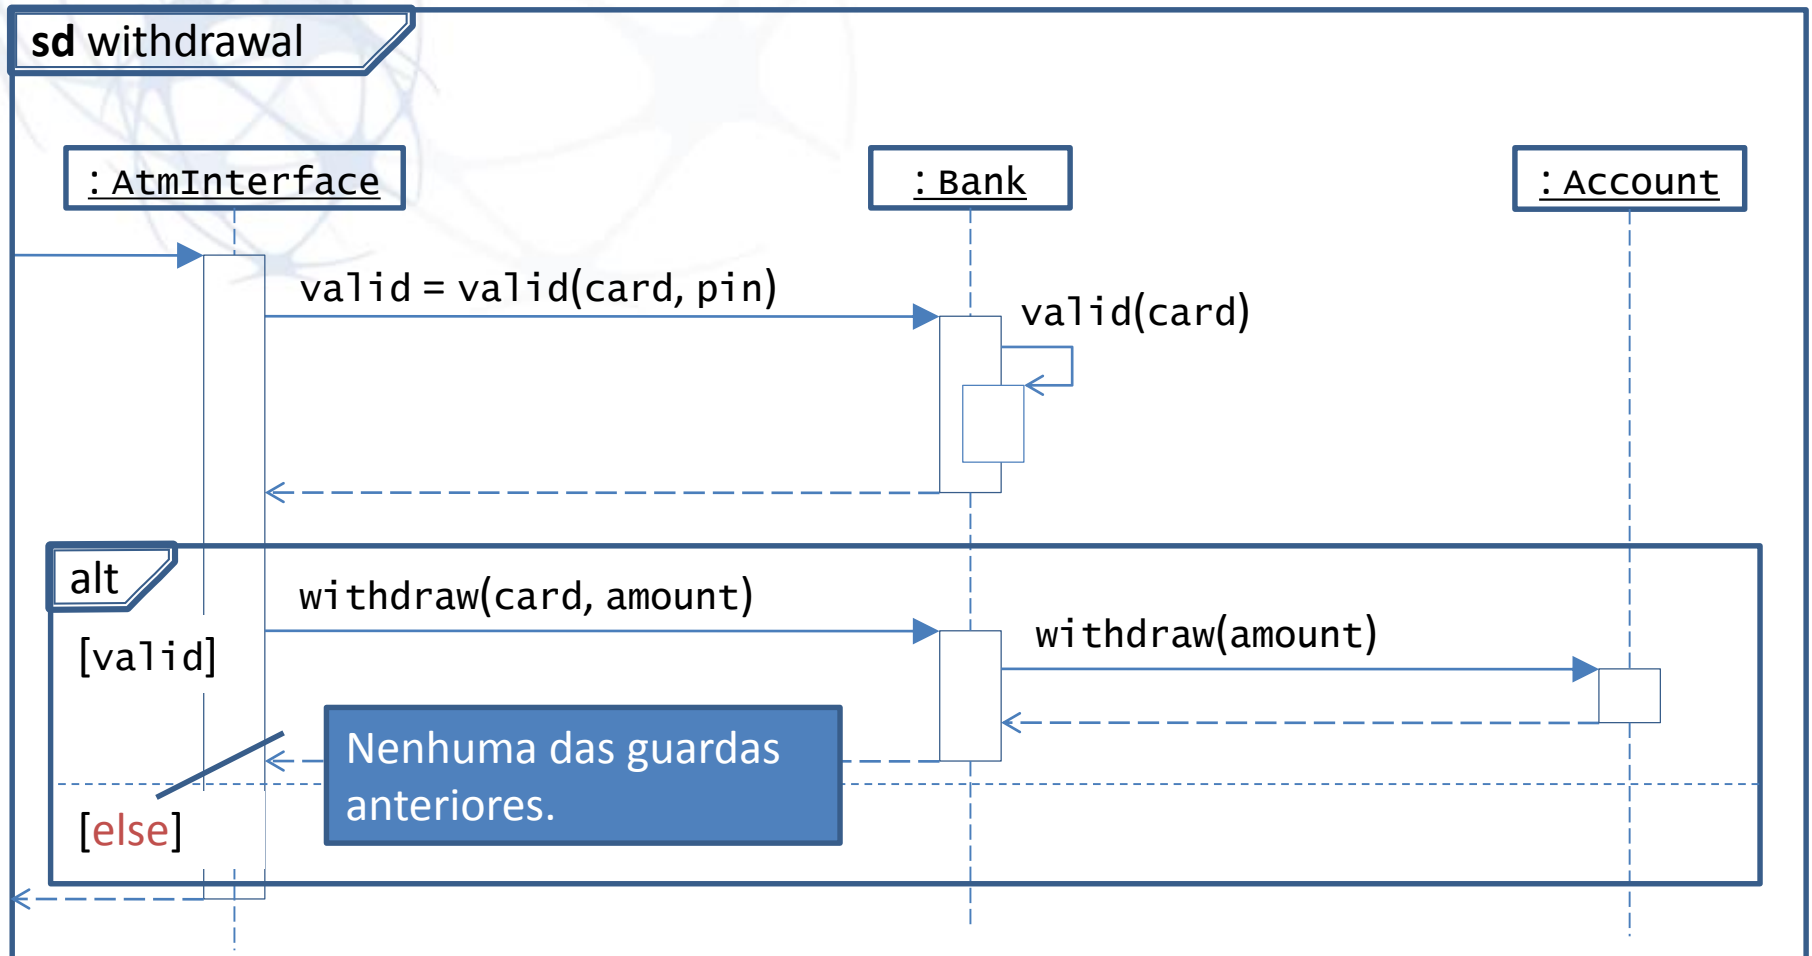 sd withdrawal
: AtmInterface
: Bank
: Account
valid = valid(card, pin)
valid(card)
alt
withdraw(card, amount)
[valid]
withdraw(amount)
Nenhuma das guardas
anteriores.
[else]